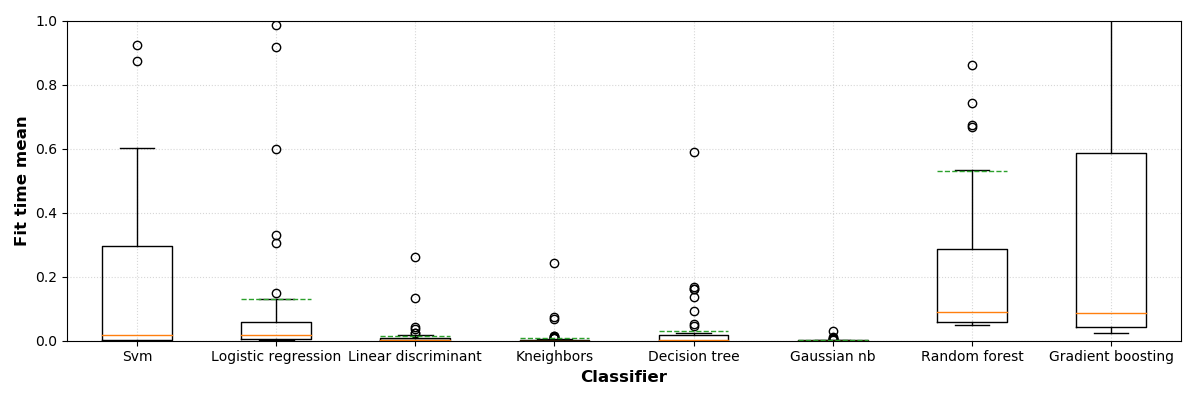 Fit time mean
1.0
0.8
0.6
0.4
0.2
0.0
Svm Logistic regression Linear discriminant Kneighbors Decision tree Gaussian nb Random forest Gradient boosting
Classifier